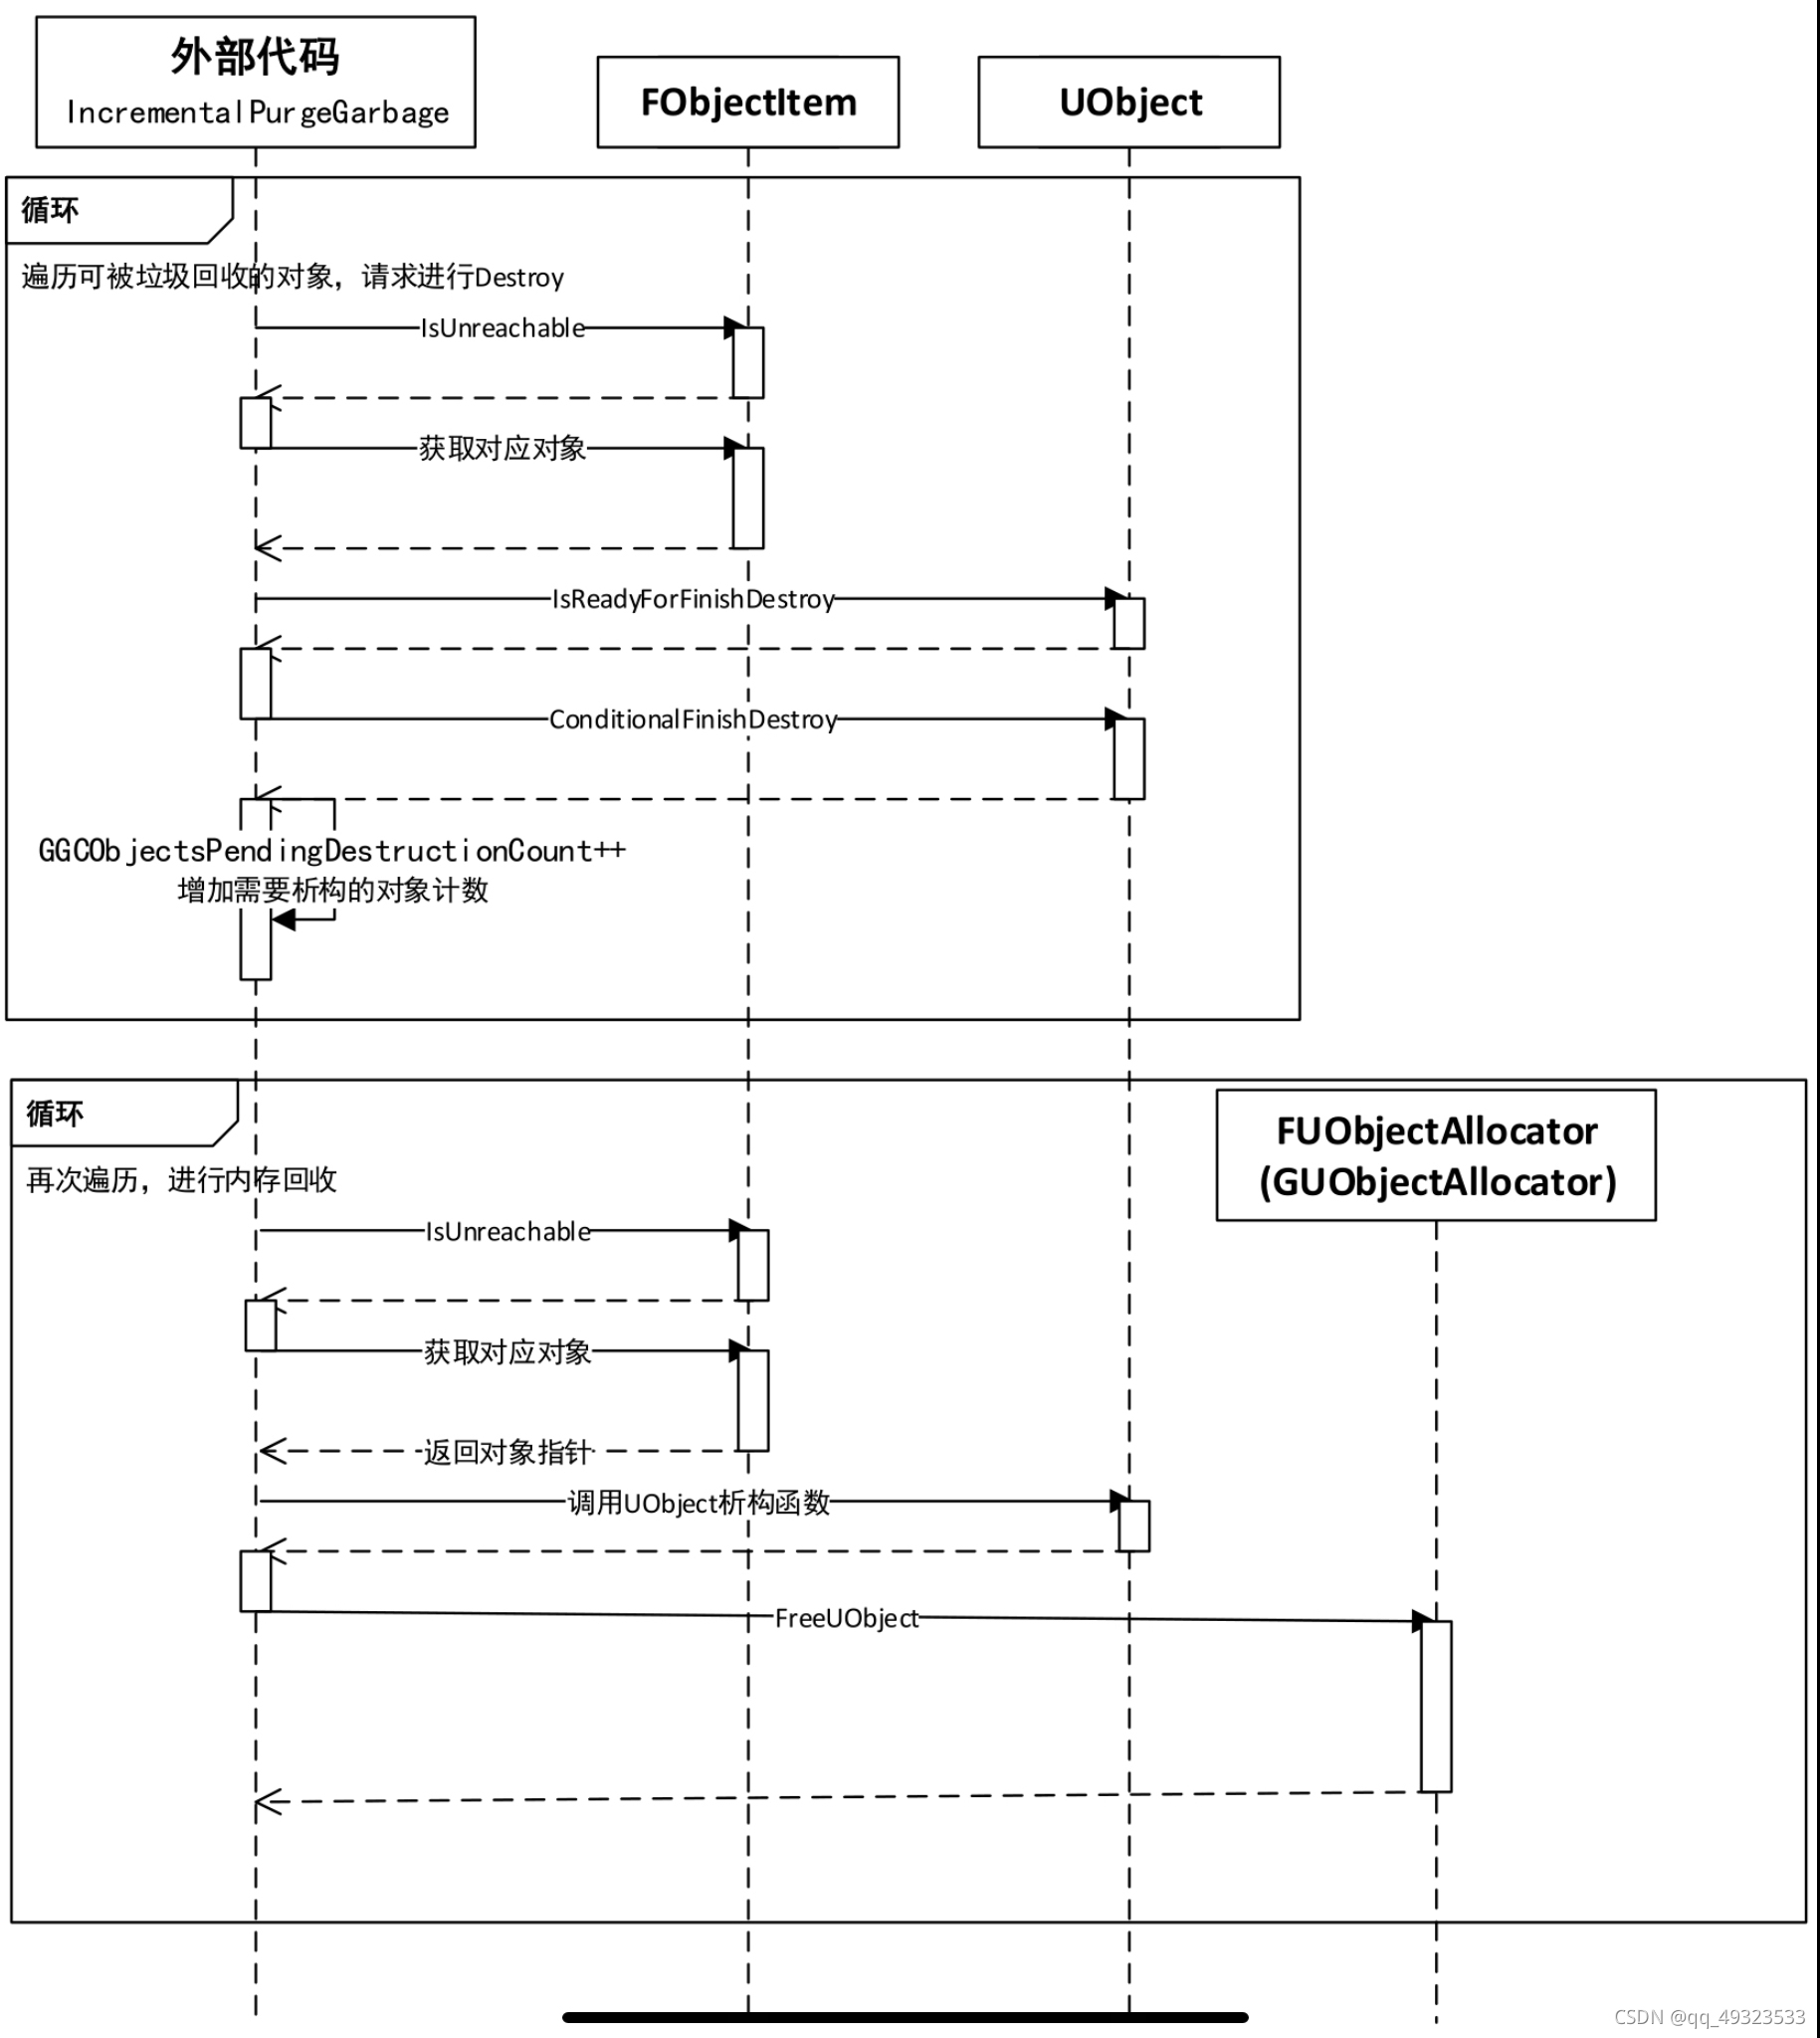 外部代码
IncrementalPurgeGarbage
FObjectItem
UObject
循环
遍历可被垃圾回收的对象，请求进行Destroy
IsUnreachable
获取对应对象
IsReadyForFinishDestroy
ConditionalFinishDestroy
GGCObjectsPendingDestructionCount++
增加需要析构的对象计数
循环
FUObjectAllocator
(GUObjectAllocator)
再次遍历，进行内存回收
IsUnreachable
获取对应对象
返回对象指针
调用UObject析构函数
FreeUObject
CSDN @qq_49323533